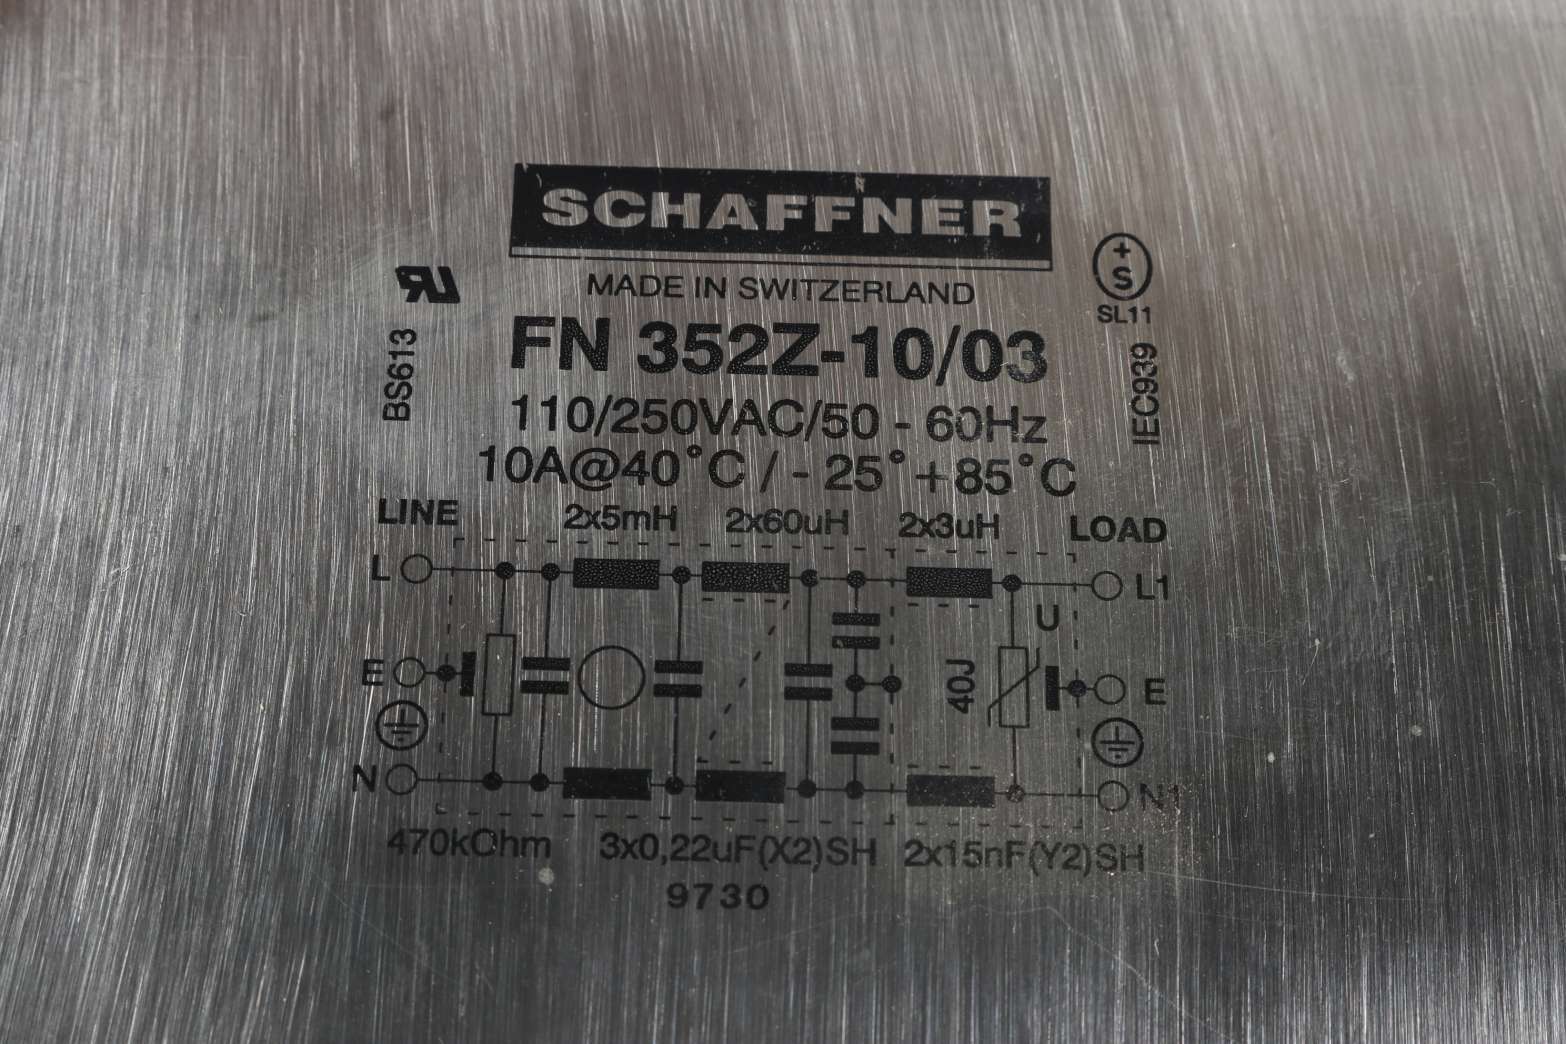 SCHAFFNER
MADE IN SWITZERLAND
+
S
SL11
RU
BS613
FN 352Z-10/03
IEC939
110/250VAC/50 - 60Hz
10A@40°C / - 25° +85°C
LINE 2x5mH 2x60uH 2x3uH LOAD
L L1
U
E 40J E
N N1
470kOhm 3x0,22uF(X2)SH 2x15nF(Y2)SH
9730